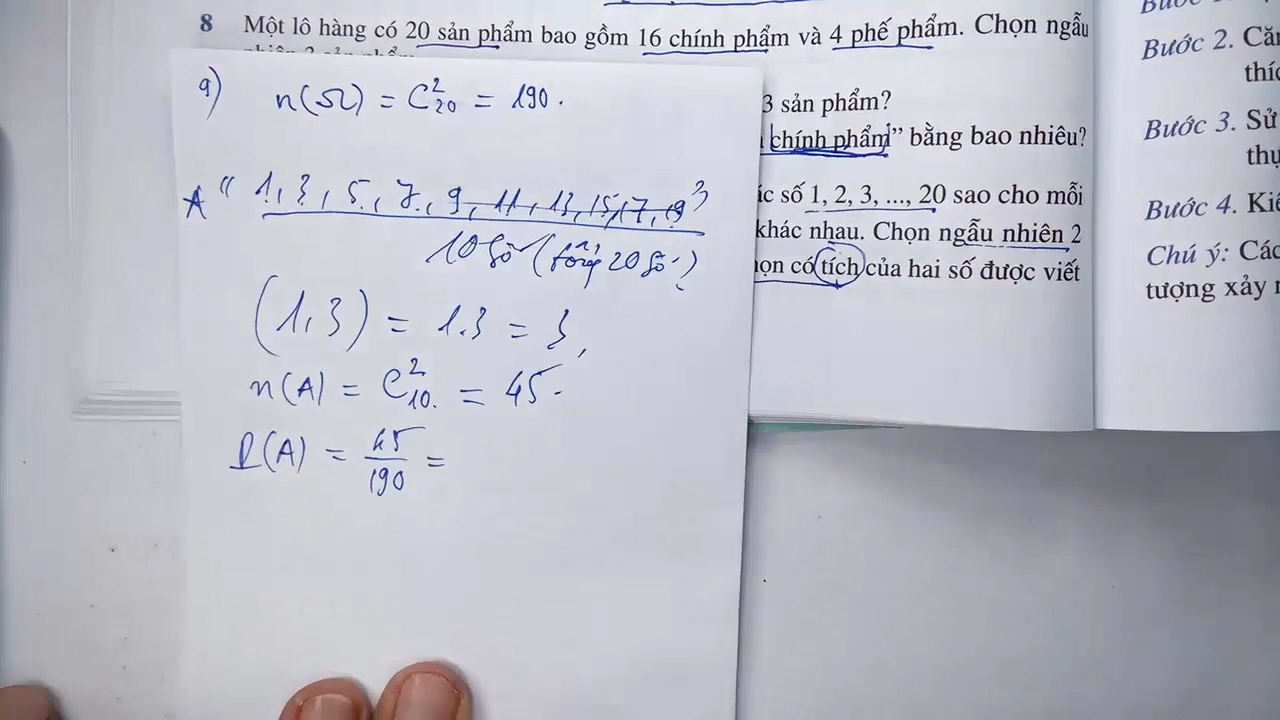 8 Một lô hàng có 20 sản phẩm bao gồm 16 chính phẩm và 4 phế phẩm. Chọn ngẫu
3 sản phẩm?
chính phẩm” bằng bao nhiêu?
số 1, 2, 3, ..., 20 sao cho mỗi
khác nhau. Chọn ngẫu nhiên 2
có tích của hai số được viết
9) n(Ω) = C²₂₀ = 190.
A “ 1, 3, 5, 7, 9, 11, 13, 15, 17, 19 ”
10 số (tổng 20 số)
(1, 3) = 1.3 = 3,
n(A) = C²₁₀. = 45.
P(A) = 45/190 =
Bước 2.
thíc
Bước 3. Sử
thụ
Bước 4. Kiể
Chú ý: Các
tượng xảy r